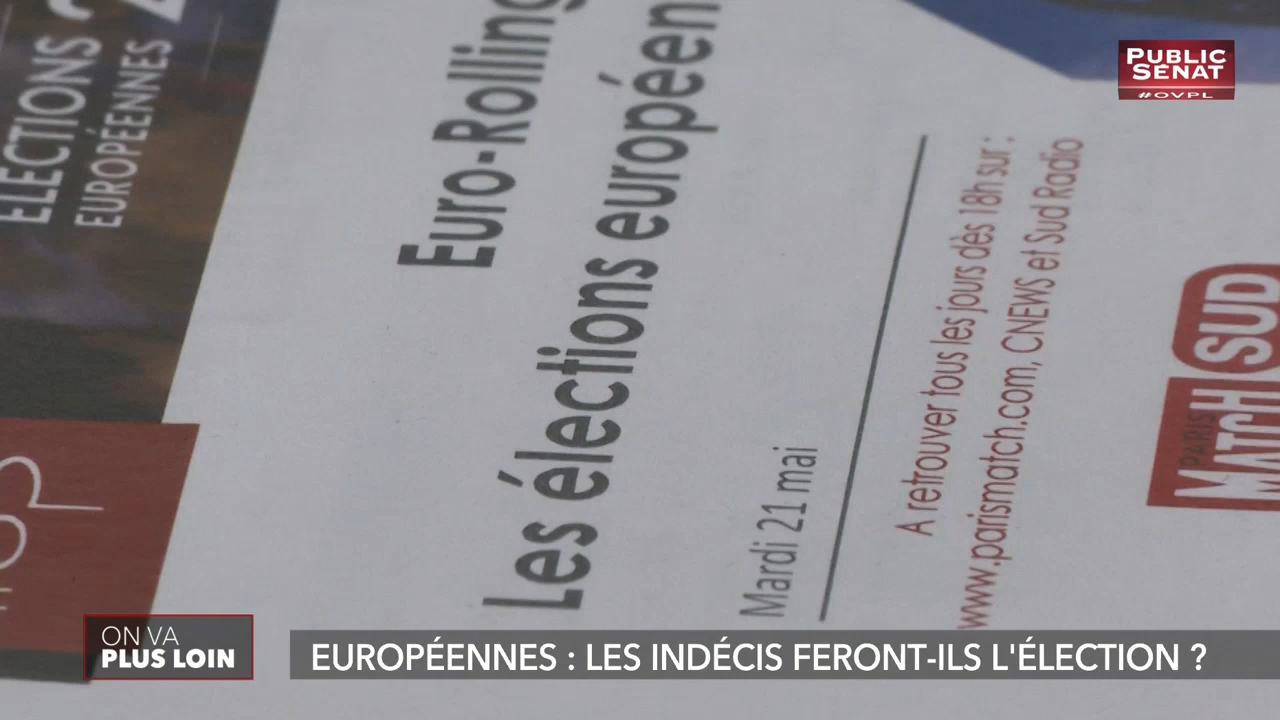 PUBLIC
SÉNAT
#OVPL
ÉLECTIONS
EUROPÉENNES
Euro-Rolling
Les élections européen
Mardi 21 mai
A retrouver tous les jours dès 18h sur :
www.parismatch.com, CNEWS et Sud Radio
PARIS
MATCH
SUD
ON VA
PLUS LOIN
EUROPÉENNES : LES INDÉCIS FERONT-ILS L'ÉLECTION ?